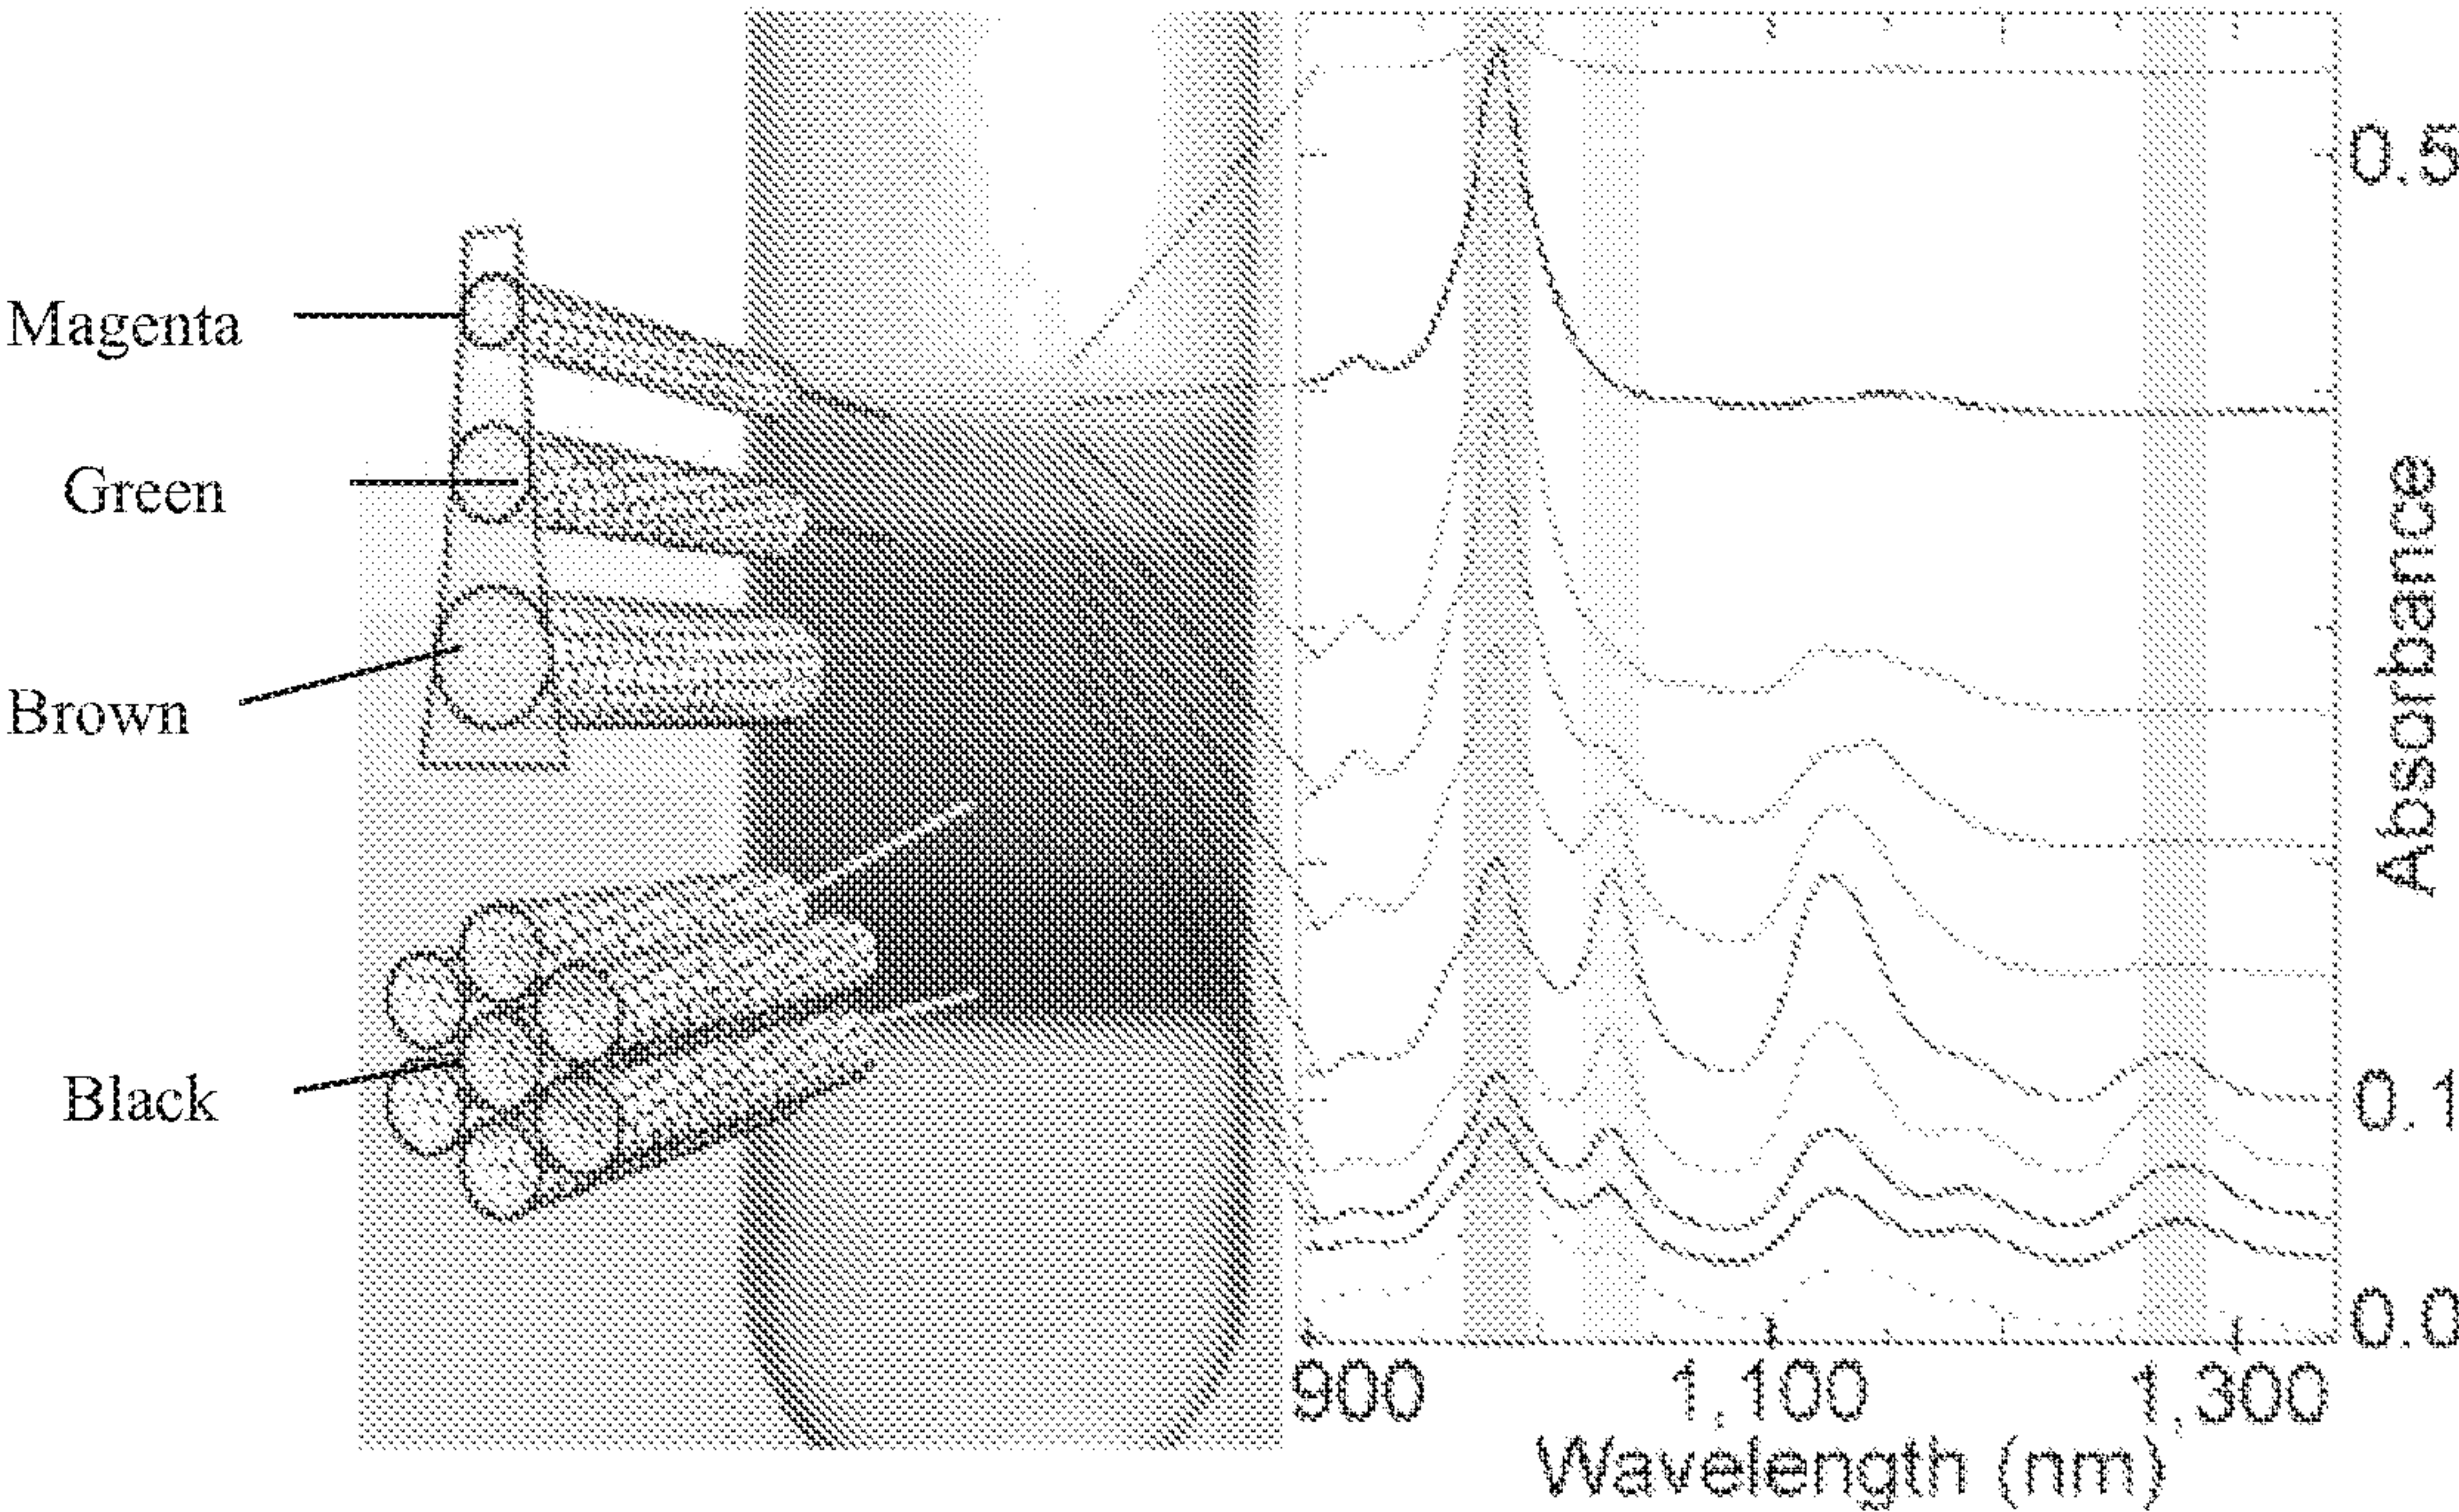 Magenta
Green
Brown
Black
0.5
0.1
0.0
Absorbance
900
1,100
1,300
Wavelength (nm)